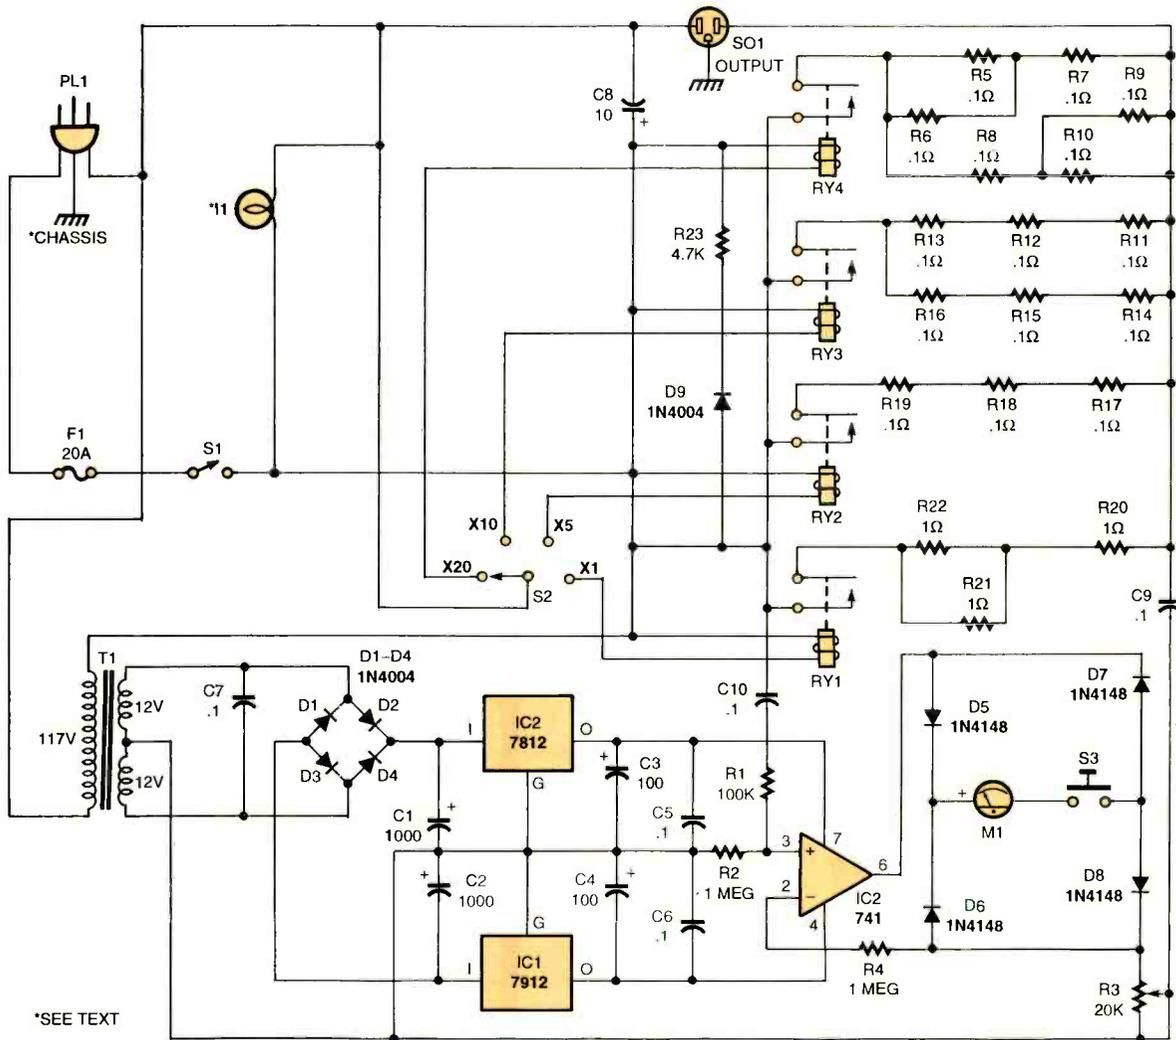 PL1
*CHASSIS
*I1
F1
20A
S1
SO1
OUTPUT
C8
10
+
R23
4.7K
D9
1N4004
RY4
R5
.1Ω
R7
.1Ω
R9
.1Ω
R6
.1Ω
R8
.1Ω
R10
.1Ω
RY3
R13
.1Ω
R12
.1Ω
R11
.1Ω
R16
.1Ω
R15
.1Ω
R14
.1Ω
RY2
R19
.1Ω
R18
.1Ω
R17
.1Ω
X10
X5
X20
X1
S2
RY1
R22
1Ω
R20
1Ω
R21
1Ω
C9
.1
T1
117V
12V
12V
C7
.1
D1–D4
1N4004
D1
D2
D3
D4
I
IC2
7812
O
G
C1
1000
+
C2
1000
+
C3
100
+
C4
100
+
C5
.1
C6
.1
G
I
IC1
7912
O
C10
.1
R1
100K
R2
1 MEG
3
+
2
−
7
6
4
IC2
741
R4
1 MEG
D5
1N4148
D7
1N4148
S3
+
M1
D6
1N4148
D8
1N4148
R3
20K
*SEE TEXT